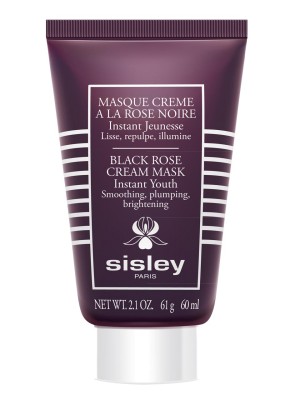 MASQUE CREME
A LA ROSE NOIRE
Instant Jeunesse
Lisse, repulpe, illumine
BLACK ROSE
CREAM MASK
Instant Youth
Smoothing, plumping,
brightening
sisley
PARIS
NET WT. 2.1 OZ. 61 g 60 ml